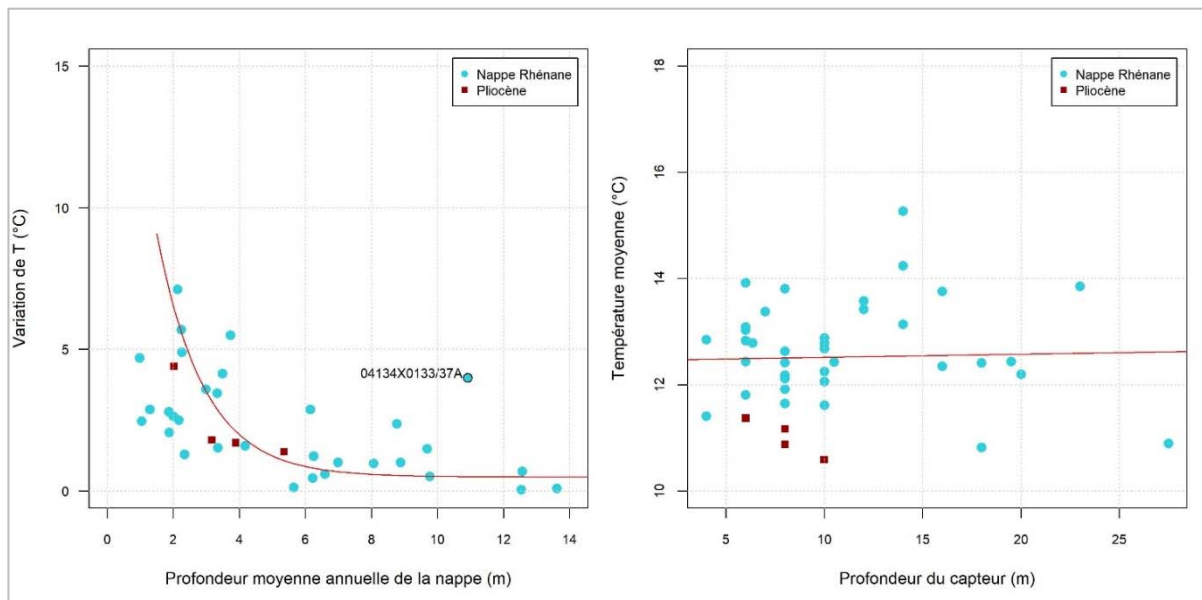 Nappe Rhénane
Pliocène
04134X0133/37A
Variation de T (°C)
15
10
5
0
0 2 4 6 8 10 12 14
Profondeur moyenne annuelle de la nappe (m)
Nappe Rhénane
Pliocène
Température moyenne (°C)
18
16
14
12
10
5 10 15 20 25
Profondeur du capteur (m)